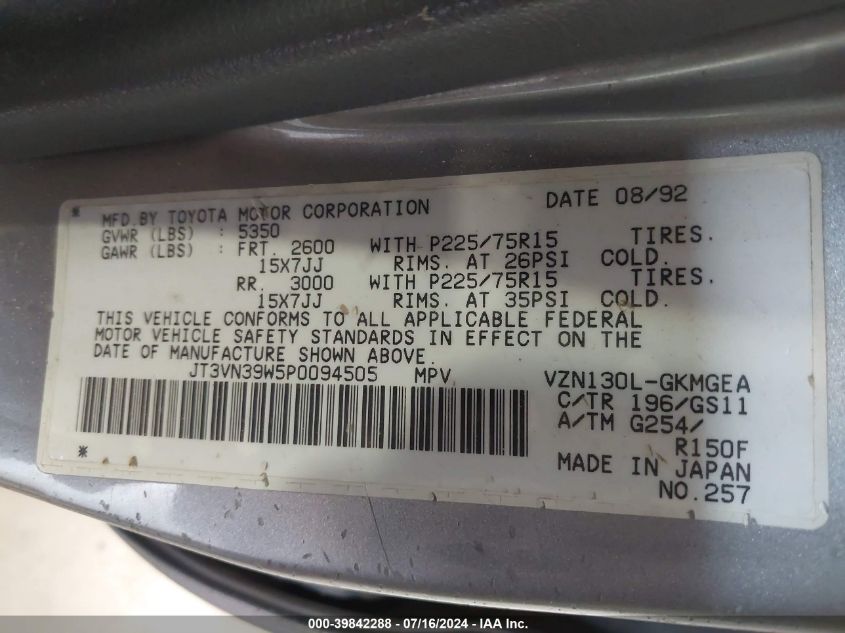 * MFD.BY TOYOTA MOTOR CORPORATION DATE 08/92
GVWR (LBS) : 5350
GAWR (LBS) : FRT. 2600 WITH P225/75R15 TIRES.
15X7JJ RIMS. AT 26PSI COLD.
RR. 3000 WITH P225/75R15 TIRES.
15X7JJ RIMS. AT 35PSI COLD.
THIS VEHICLE CONFORMS TO ALL APPLICABLE FEDERAL
MOTOR VEHICLE SAFETY STANDARDS IN EFFECT ON THE
DATE OF MANUFACTURE SHOWN ABOVE.
JT3VN39W5P0094505 MPV VZN130L-GKMGEA
C/TR 196/GS11
A/TM G254/
* R150F
MADE IN JAPAN
NO.257
000-39842288 - 07/16/2024 - IAA Inc.